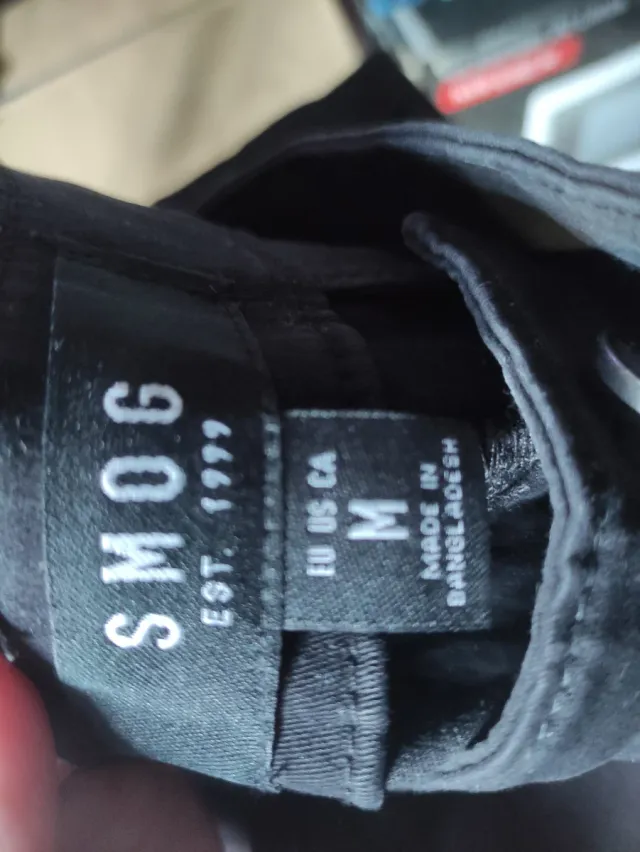 SMOG
EST. 1999
EU US CA
M
MADE IN
BANGLADESH